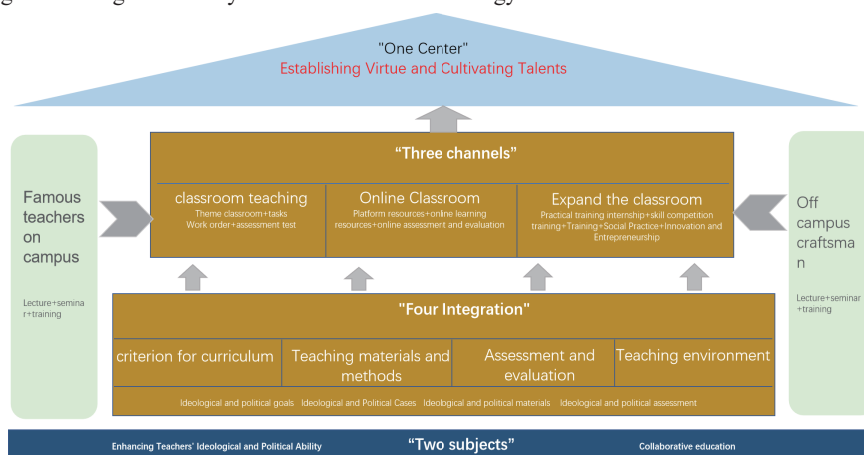 "One Center"
Establishing Virtue and Cultivating Talents
Famous
teachers
on
campus
Lecture+semina
r+training
“Three channels”
classroom teaching
Theme classroom+tasks
Work order+assessment test
Online Classroom
Platform resources+online learning
resources+online assessment and evaluation
Expand the classroom
Practical training internship+skill competition
training+Training+Social Practice+Innovation and
Entrepreneurship
Off
campus
craftsma
n
Lecture+seminar
+training
"Four Integration"
criterion for curriculum
Teaching materials and
methods
Assessment and
evaluation
Teaching environment
Ideological and political goals Ideological and Political Cases Ideological and political materials Ideological and political assessment
Enhancing Teachers' Ideological and Political Ability
“Two subjects”
Collaborative education